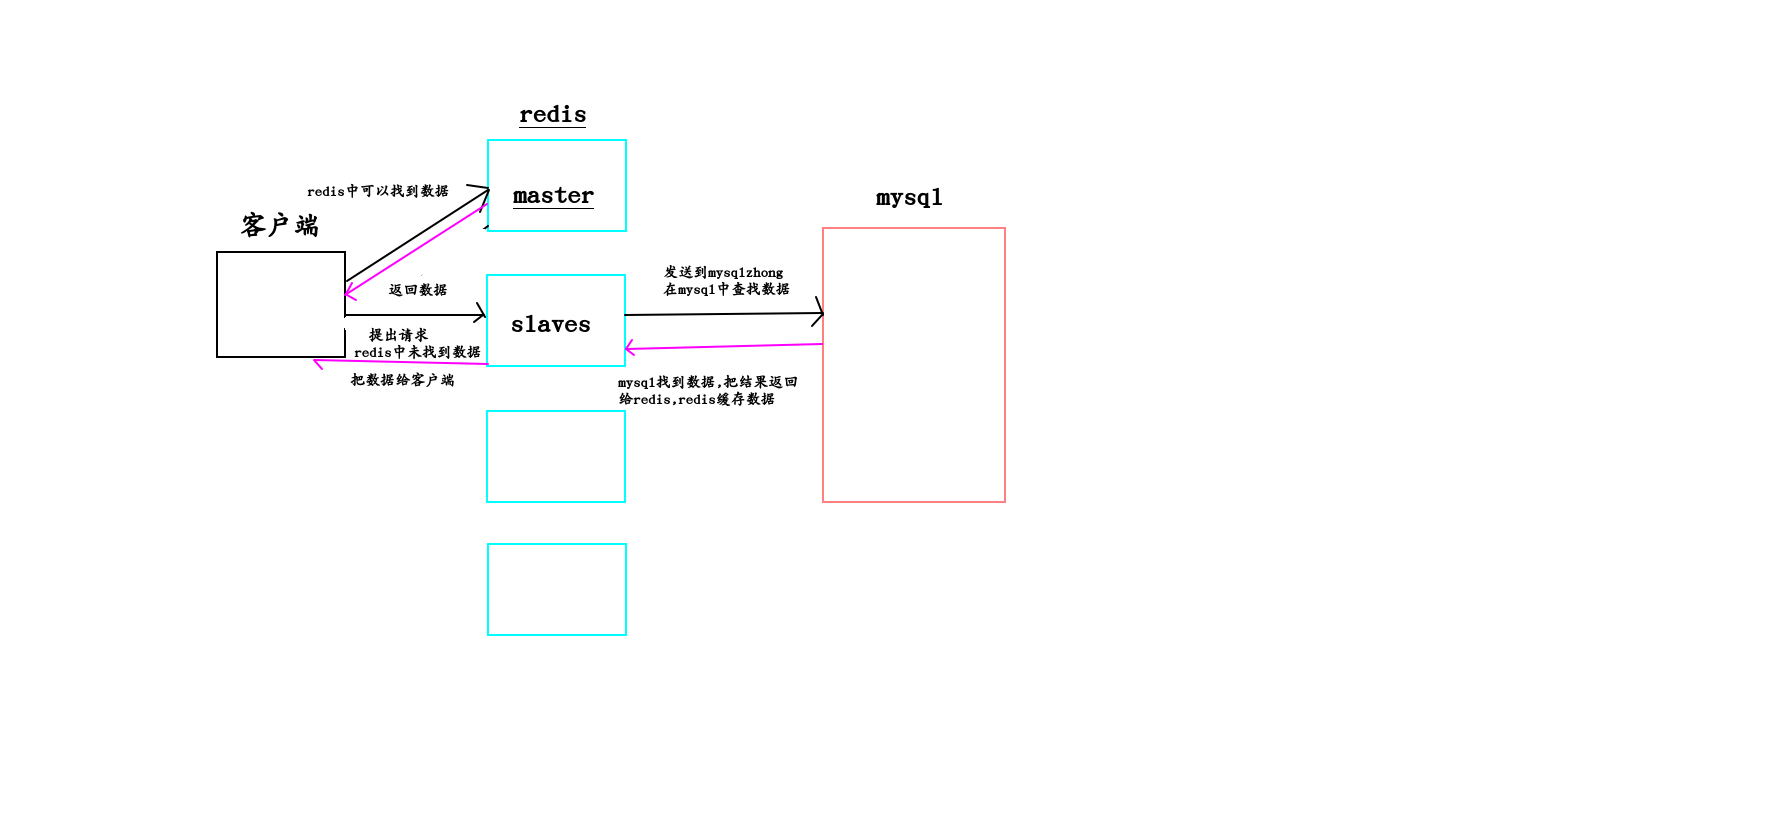 redis
redis中可以找到数据
master
mysql
客户端
返回数据
发送到mysqlzhong
在mysql中查找数据
slaves
提出请求
redis中未找到数据
把数据给客户端
mysql找到数据,把结果返回
给redis,redis缓存数据